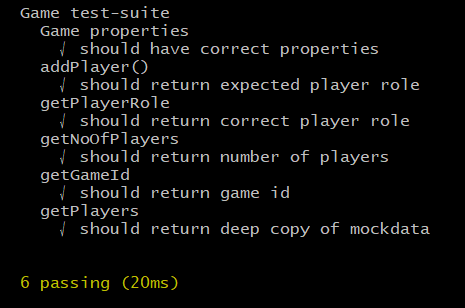 Game test-suite
Game properties
√ should have correct properties
addPlayer()
√ should return expected player role
getPlayerRole
√ should return correct player role
getNoOfPlayers
√ should return number of players
getGameId
√ should return game id
getPlayers
√ should return deep copy of mockdata
6 passing (20ms)